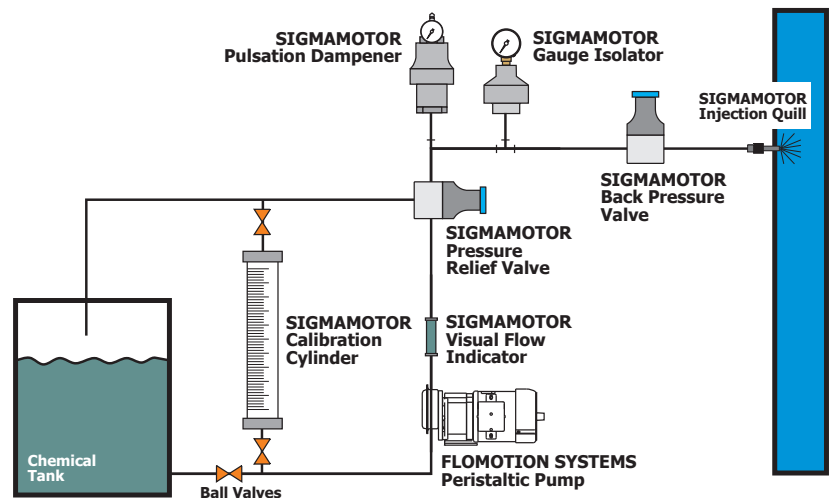 SIGMAMOTOR
Pulsation Dampener
SIGMAMOTOR
Gauge Isolator
SIGMAMOTOR
Injection Quill
SIGMAMOTOR
Back Pressure
Valve
SIGMAMOTOR
Pressure
Relief Valve
SIGMAMOTOR
Calibration
Cylinder
SIGMAMOTOR
Visual Flow
Indicator
Chemical
Tank
Ball Valves
FLOMOTION SYSTEMS
Peristaltic Pump